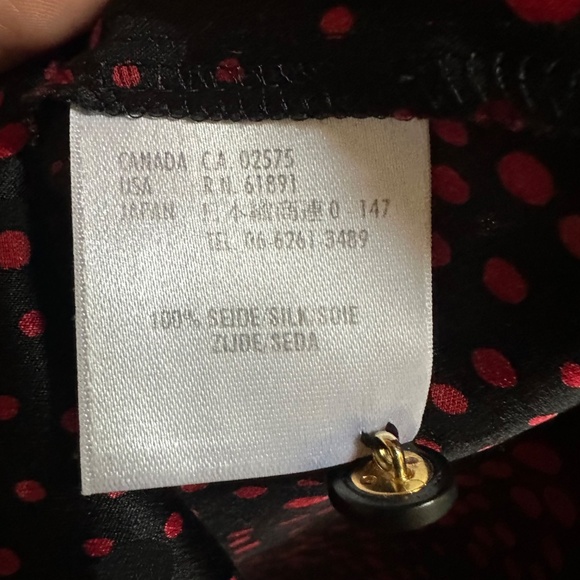 CANADA C.A. 02575
USA R.N. 61891
JAPAN 日本繊商連 0 - 147
TEL. 06-6261-3489
100% SEIDE/SILK/SOIE
ZIJDE/SEDA